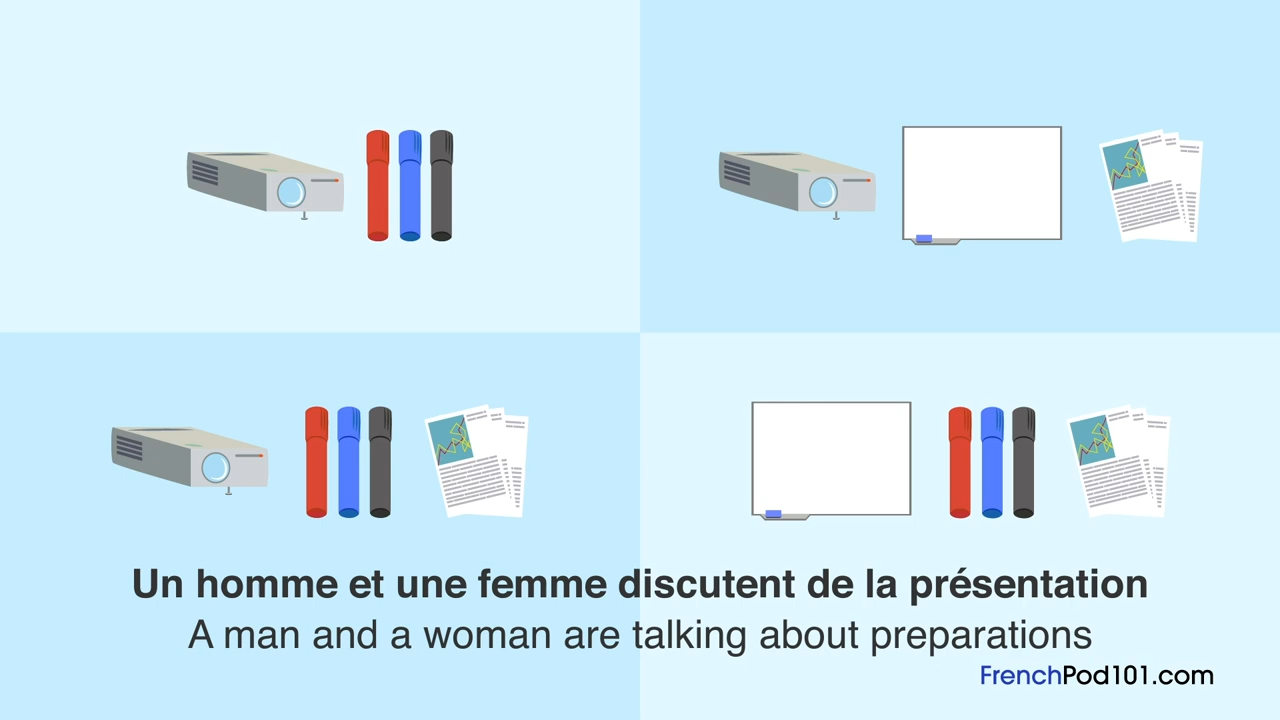 Un homme et une femme discutent de la présentation
A man and a woman are talking about preparations
FrenchPod101.com